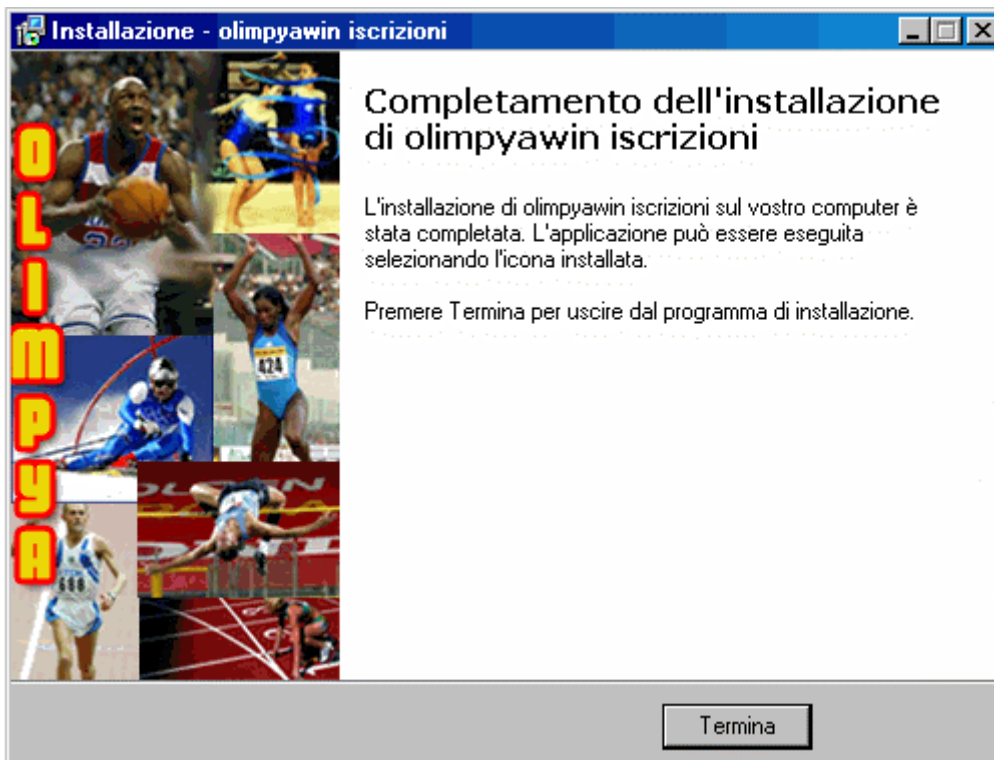 Installazione - olimpyawin iscrizioni
OLIMPYA
424
688
Completamento dell'installazione
di olimpyawin iscrizioni
L'installazione di olimpyawin iscrizioni sul vostro computer è
stata completata. L'applicazione può essere eseguita
selezionando l'icona installata.
Premere Termina per uscire dal programma di installazione.
Termina